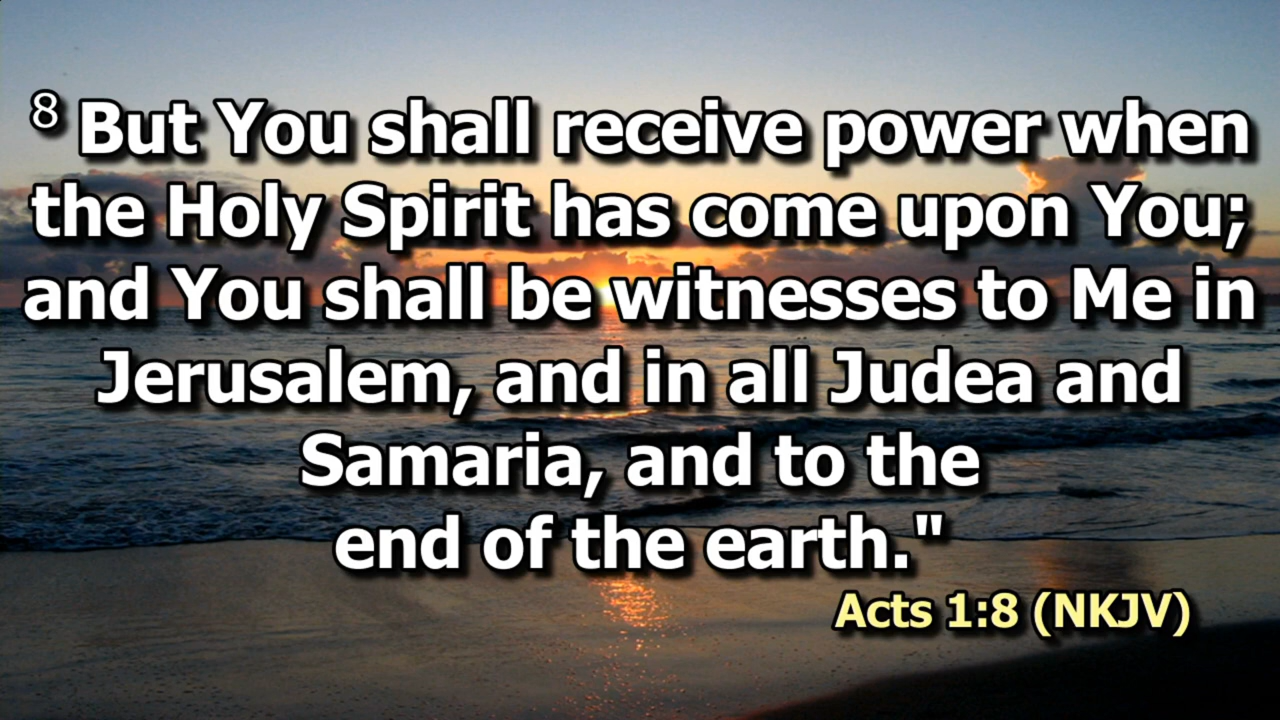 8 But You shall receive power when
the Holy Spirit has come upon You;
and You shall be witnesses to Me in
Jerusalem, and in all Judea and
Samaria, and to the
end of the earth."
Acts 1:8 (NKJV)